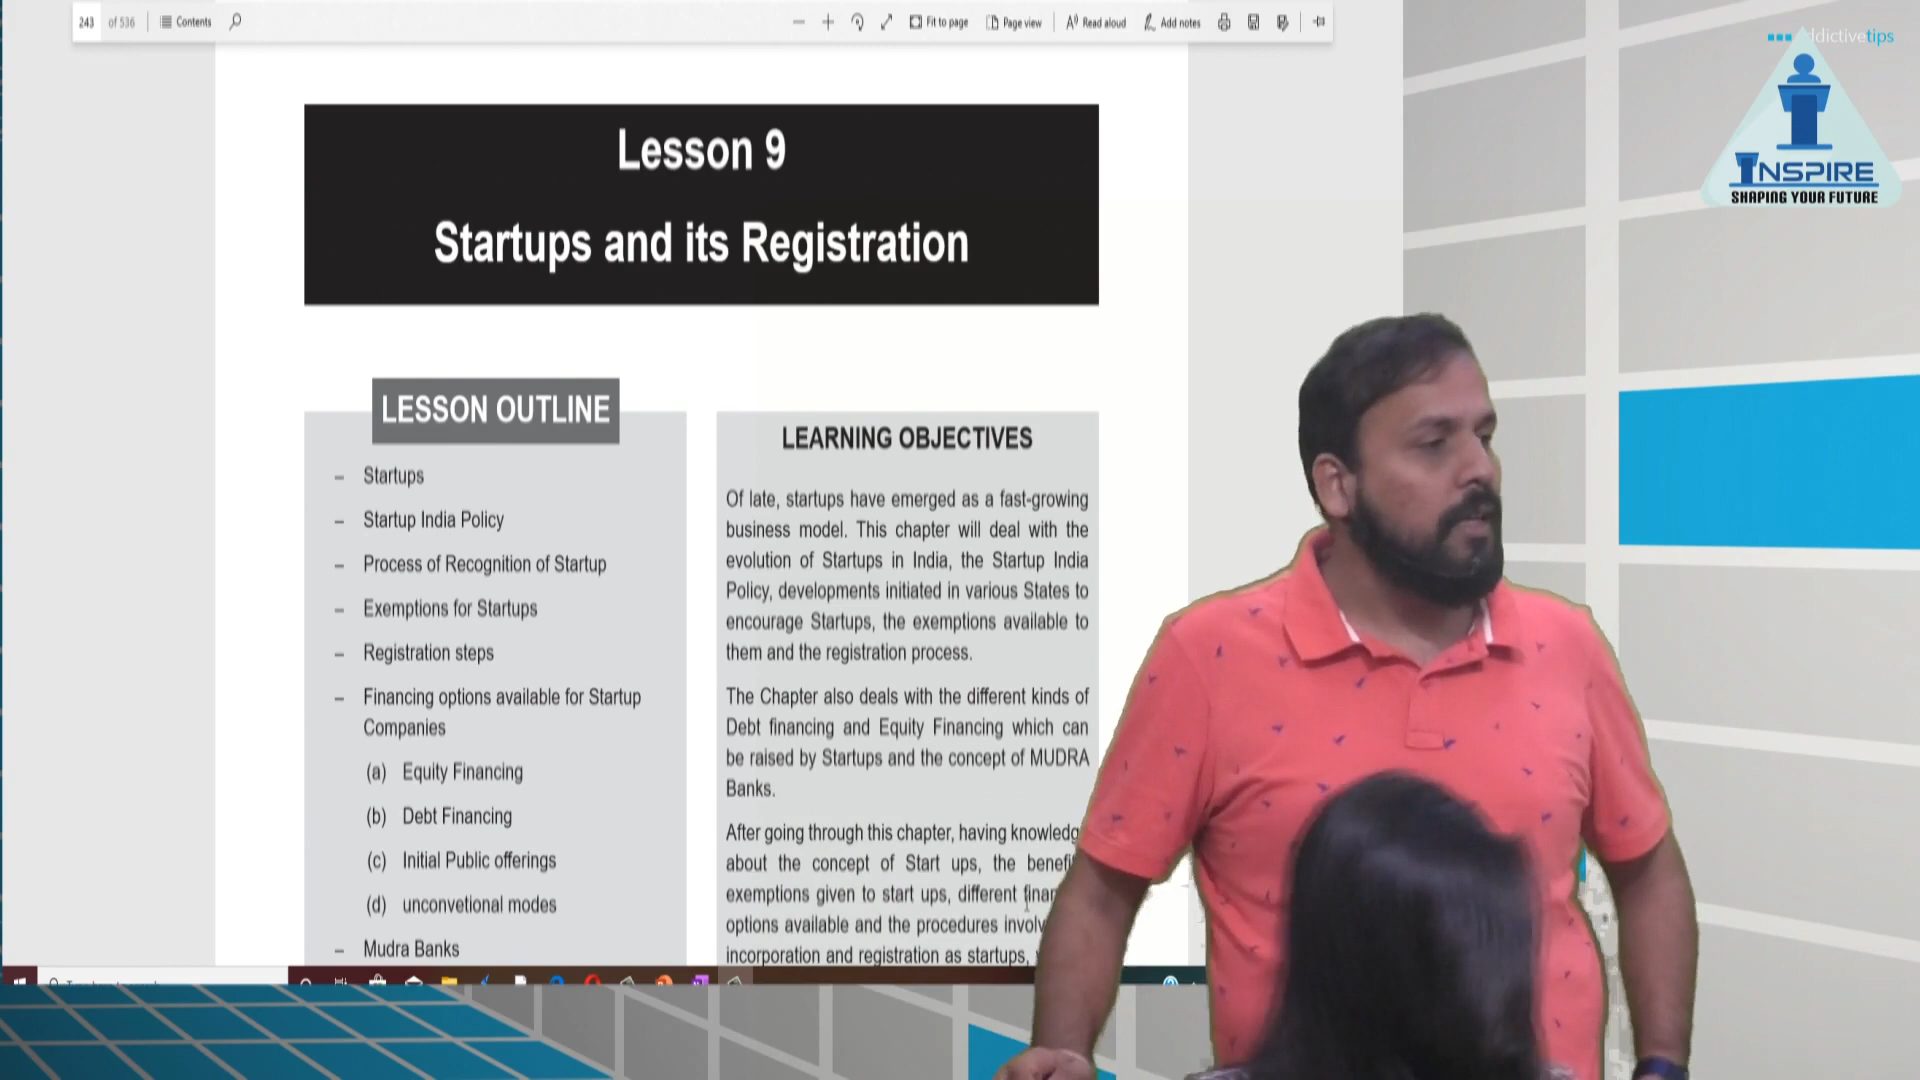 243 of 536 Contents Fit to page Page view Read aloud Add notes
ddictivetips
INSPIRE
SHAPING YOUR FUTURE
Lesson 9
Startups and its Registration
LESSON OUTLINE
– Startups
– Startup India Policy
– Process of Recognition of Startup
– Exemptions for Startups
– Registration steps
– Financing options available for Startup
Companies
(a) Equity Financing
(b) Debt Financing
(c) Initial Public offerings
(d) unconvetional modes
– Mudra Banks
LEARNING OBJECTIVES
Of late, startups have emerged as a fast-growing
business model. This chapter will deal with the
evolution of Startups in India, the Startup India
Policy, developments initiated in various States to
encourage Startups, the exemptions available to
them and the registration process.
The Chapter also deals with the different kinds of
Debt financing and Equity Financing which can
be raised by Startups and the concept of MUDRA
Banks.
After going through this chapter, having knowledg
about the concept of Start ups, the benefi
exemptions given to start ups, different finan
options available and the procedures involv
incorporation and registration as startups,